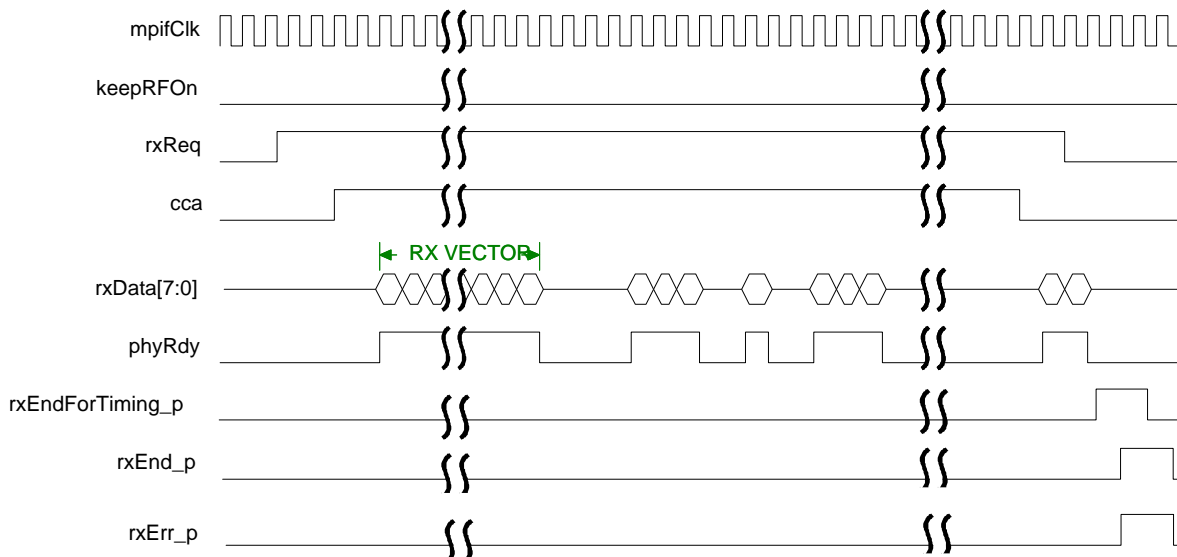 mpifClk
keepRFOn
rxReq
cca
RX VECTOR
rxData[7:0]
phyRdy
rxEndForTiming_p
rxEnd_p
rxErr_p